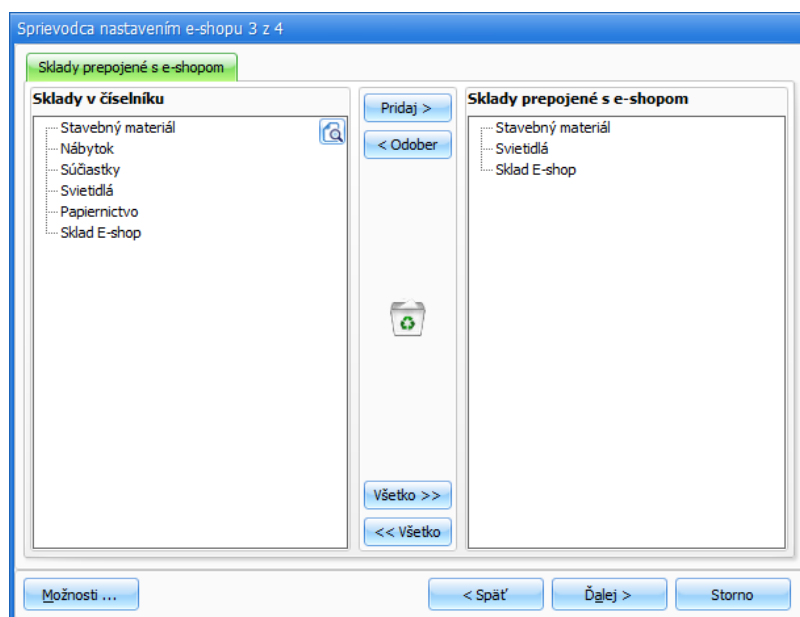 Sprievodca nastavením e-shopu 3 z 4
Sklady prepojené s e-shopom
Sklady v číselníku
Stavebný materiál
Nábytok
Súčiastky
Svietidlá
Papiernictvo
Sklad E-shop
Pridaj >
< Odober
Všetko >>
<< Všetko
Sklady prepojené s e-shopom
Stavebný materiál
Svietidlá
Sklad E-shop
Možnosti ...
< Späť
Ďalej >
Storno